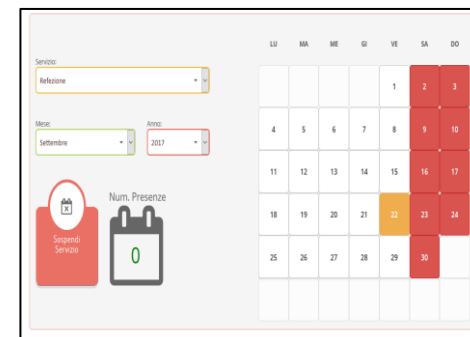 Servizio:
Refezione
Mese:
Anno:
Settembre
2017
Sospendi
Servizio
Num. Presenze
0
LU MA ME GI VE SA DO
1 2 3
4 5 6 7 8 9 10
11 12 13 14 15 16 17
18 19 20 21 22 23 24
25 26 27 28 29 30